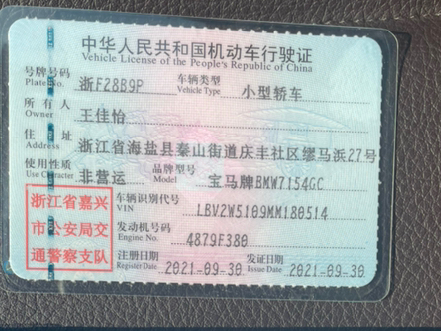 中华人民共和国机动车行驶证
Vehicle License of the People's Republic of China
号牌号码 浙F28B9P 车辆类型 小型轿车
Plate No. Vehicle Type
所有人 王佳怡
Owner
住址 浙江省海盐县秦山街道庆丰社区缪马浜27号
Address
使用性质 非营运 品牌型号 宝马牌BMW7154GC
Use Character Model
浙江省嘉兴
市公安局交
通警察支队
车辆识别代号 LBV2W5109MM180514
VIN
发动机号码 4879F380
Engine No.
注册日期 2021-09-30 发证日期 2021-09-30
Register Date Issue Date